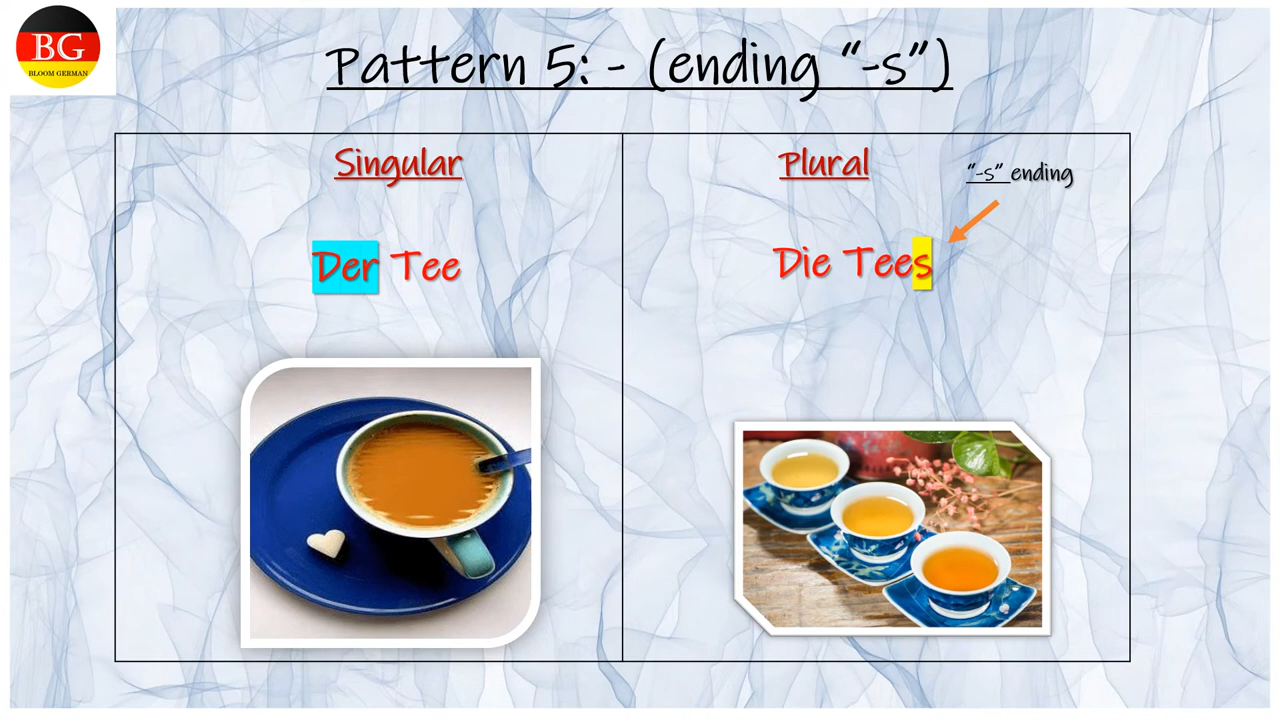 BG
BLOOM GERMAN
Pattern 5: - (ending “-s”)
Singular
Der Tee
Plural
“-s” ending
Die Tees